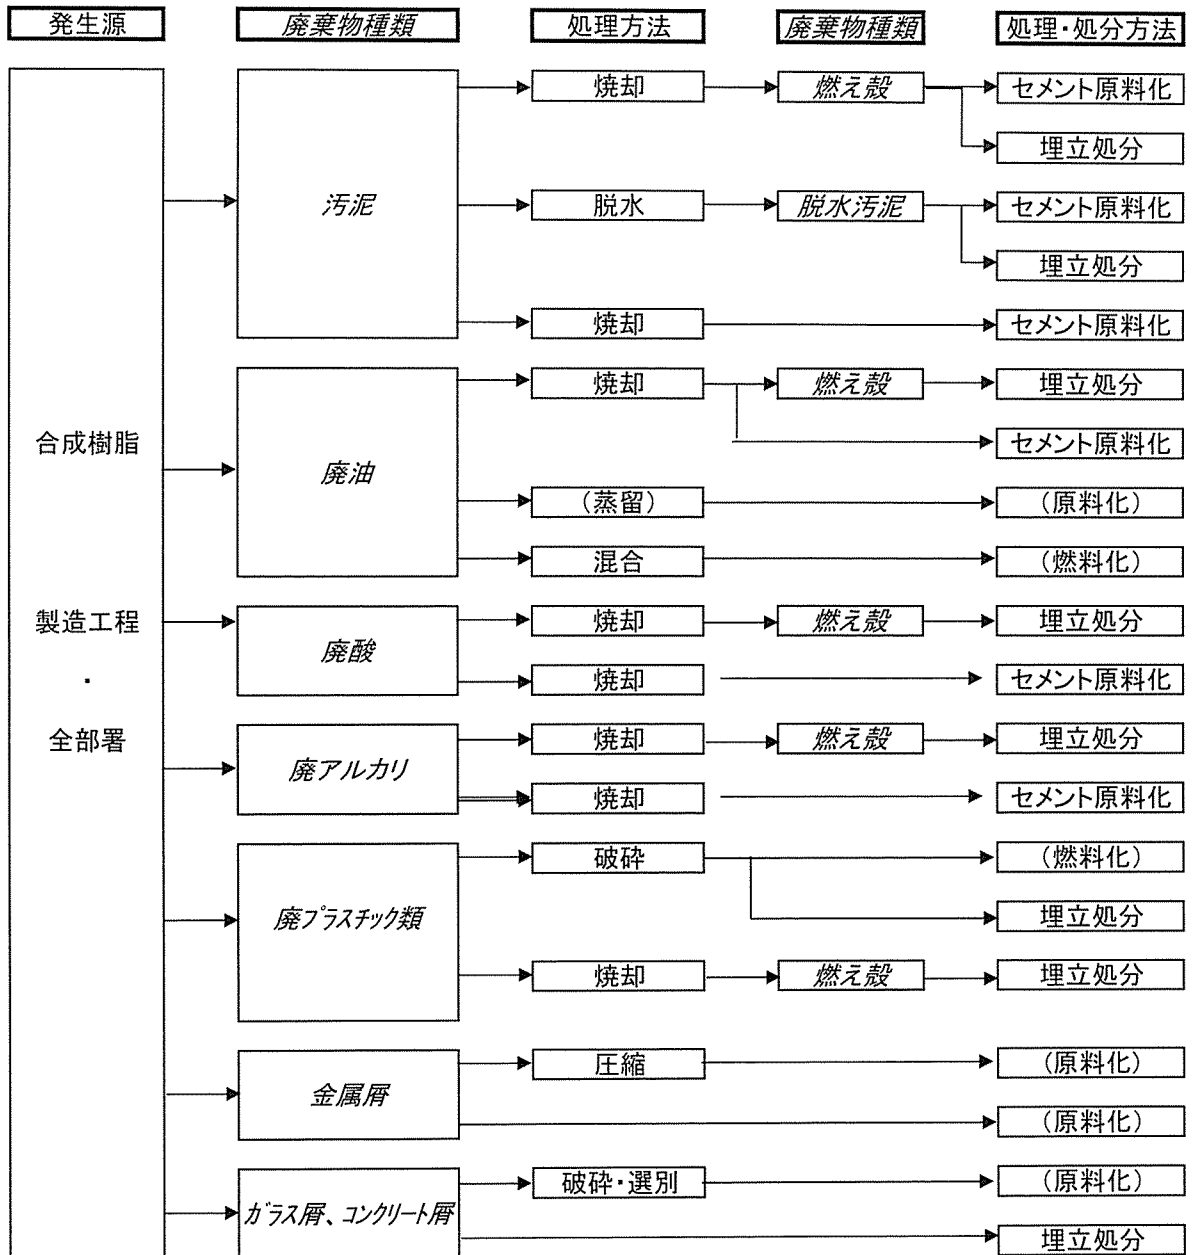 発生源 廃棄物種類 処理方法 廃棄物種類 処理・処分方法
焼却 燃え殻 セメント原料化
埋立処分
汚泥 脱水 脱水汚泥 セメント原料化
埋立処分
焼却 セメント原料化
焼却 燃え殻 埋立処分
合成樹脂 セメント原料化
廃油
(蒸留) (原料化)
混合 (燃料化)
製造工程 焼却 燃え殻 埋立処分
廃酸
・ 焼却 セメント原料化
全部署 焼却 燃え殻 埋立処分
廃アルカリ
焼却 セメント原料化
破砕 (燃料化)
廃プラスチック類 埋立処分
焼却 燃え殻 埋立処分
圧縮 (原料化)
金属屑
(原料化)
破砕・選別 (原料化)
ガラス屑、コンクリート屑
埋立処分